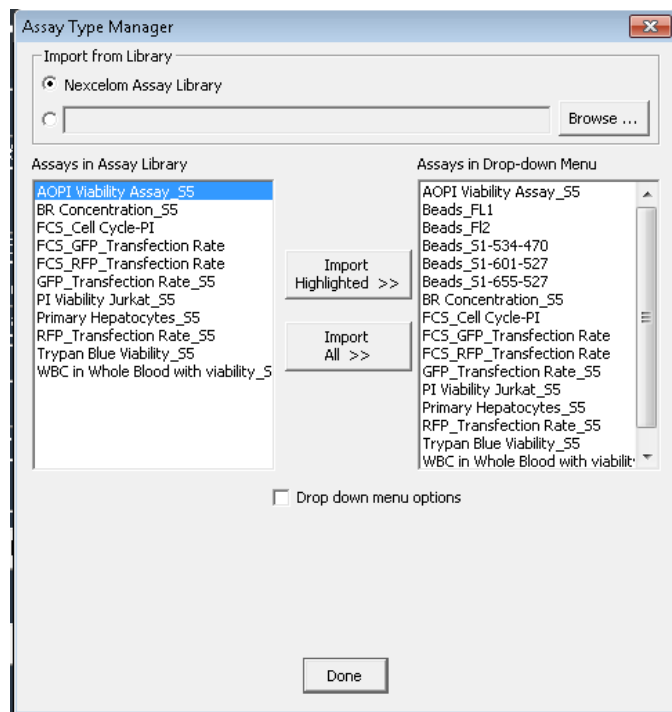 Assay Type Manager
Import from Library
Nexcelom Assay Library
Browse ...
Assays in Assay Library
AOPI Viability Assay_S5
BR Concentration_S5
FCS_Cell Cycle-PI
FCS_GFP_Transfection Rate
FCS_RFP_Transfection Rate
GFP_Transfection Rate_S5
PI Viability Jurkat_S5
Primary Hepatocytes_S5
RFP_Transfection Rate_S5
Trypan Blue Viability_S5
WBC in Whole Blood with viability_S
Import
Highlighted >>
Import
All >>
Assays in Drop-down Menu
AOPI Viability Assay_S5
Beads_FL1
Beads_Fl2
Beads_S1-534-470
Beads_S1-601-527
Beads_S1-655-527
BR Concentration_S5
FCS_Cell Cycle-PI
FCS_GFP_Transfection Rate
FCS_RFP_Transfection Rate
GFP_Transfection Rate_S5
PI Viability Jurkat_S5
Primary Hepatocytes_S5
RFP_Transfection Rate_S5
Trypan Blue Viability_S5
WBC in Whole Blood with viabilit
Drop down menu options
Done